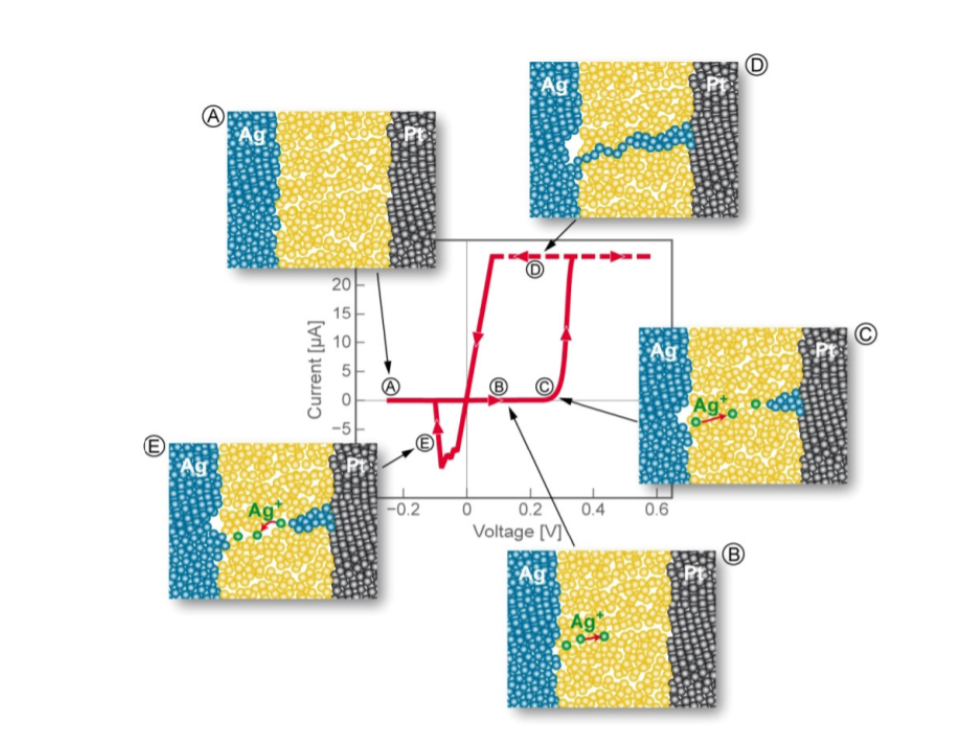 Ⓓ
Ag Pt
Ⓐ
Ag Pt
20
15
10
5
0
−5
Current [µA]
Ⓓ
Ⓐ Ⓑ Ⓒ
Ⓔ
−0.2 0 0.2 0.4 0.6
Voltage [V]
Ⓒ
Ag Pt
Ag⁺
Ⓔ
Ag Pt
Ag⁺
Ⓑ
Ag Pt
Ag⁺